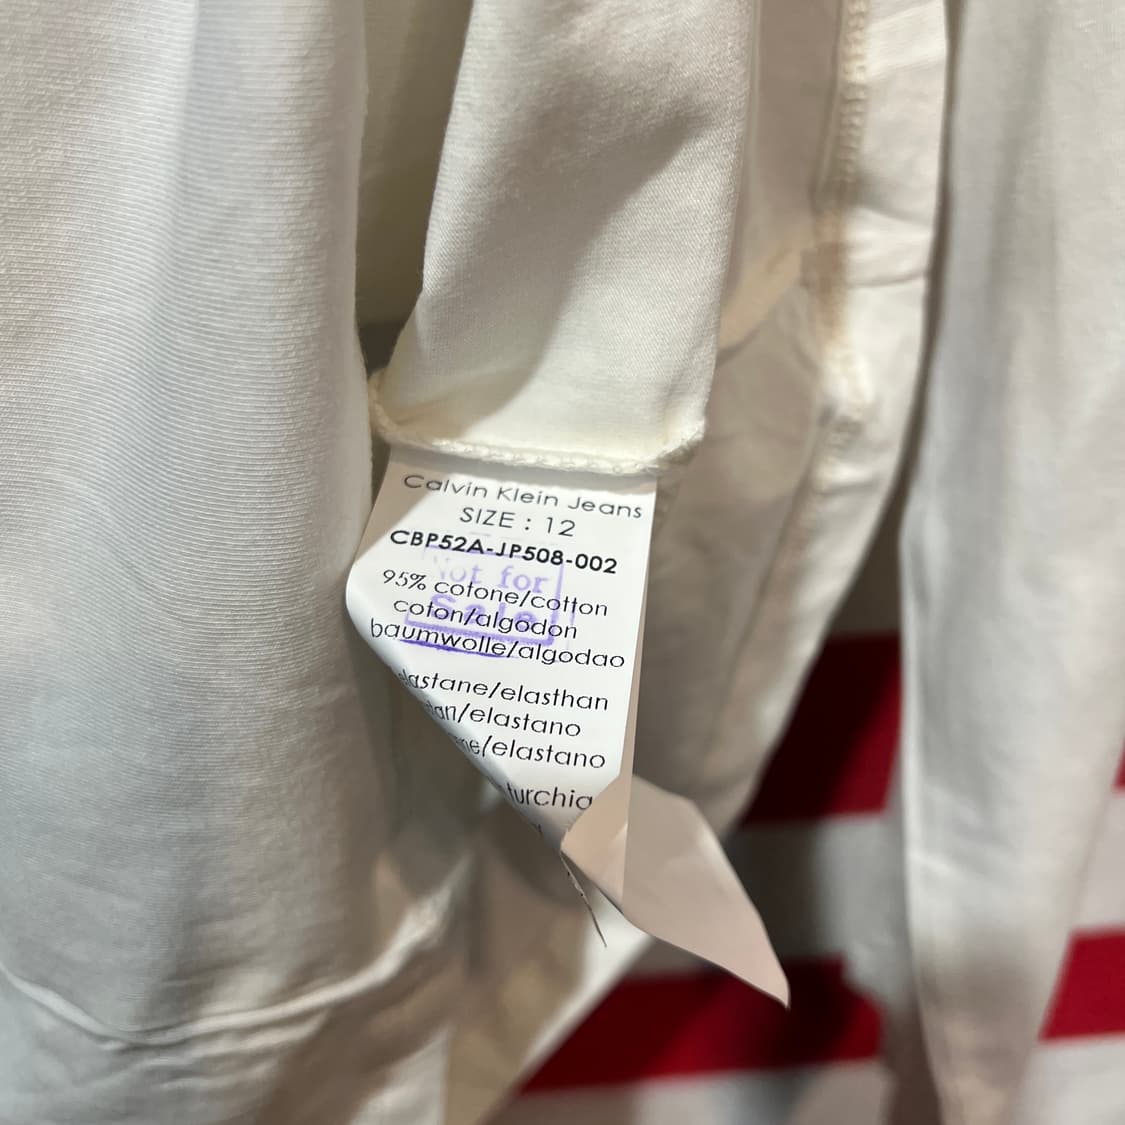 Calvin Klein Jeans
SIZE : 12
CBP52A-JP508-002
Not for
Sale
95% cotone/cotton
coton/algodon
baumwolle/algodao
elastane/elasthan
/elastano
/elastano
turchia